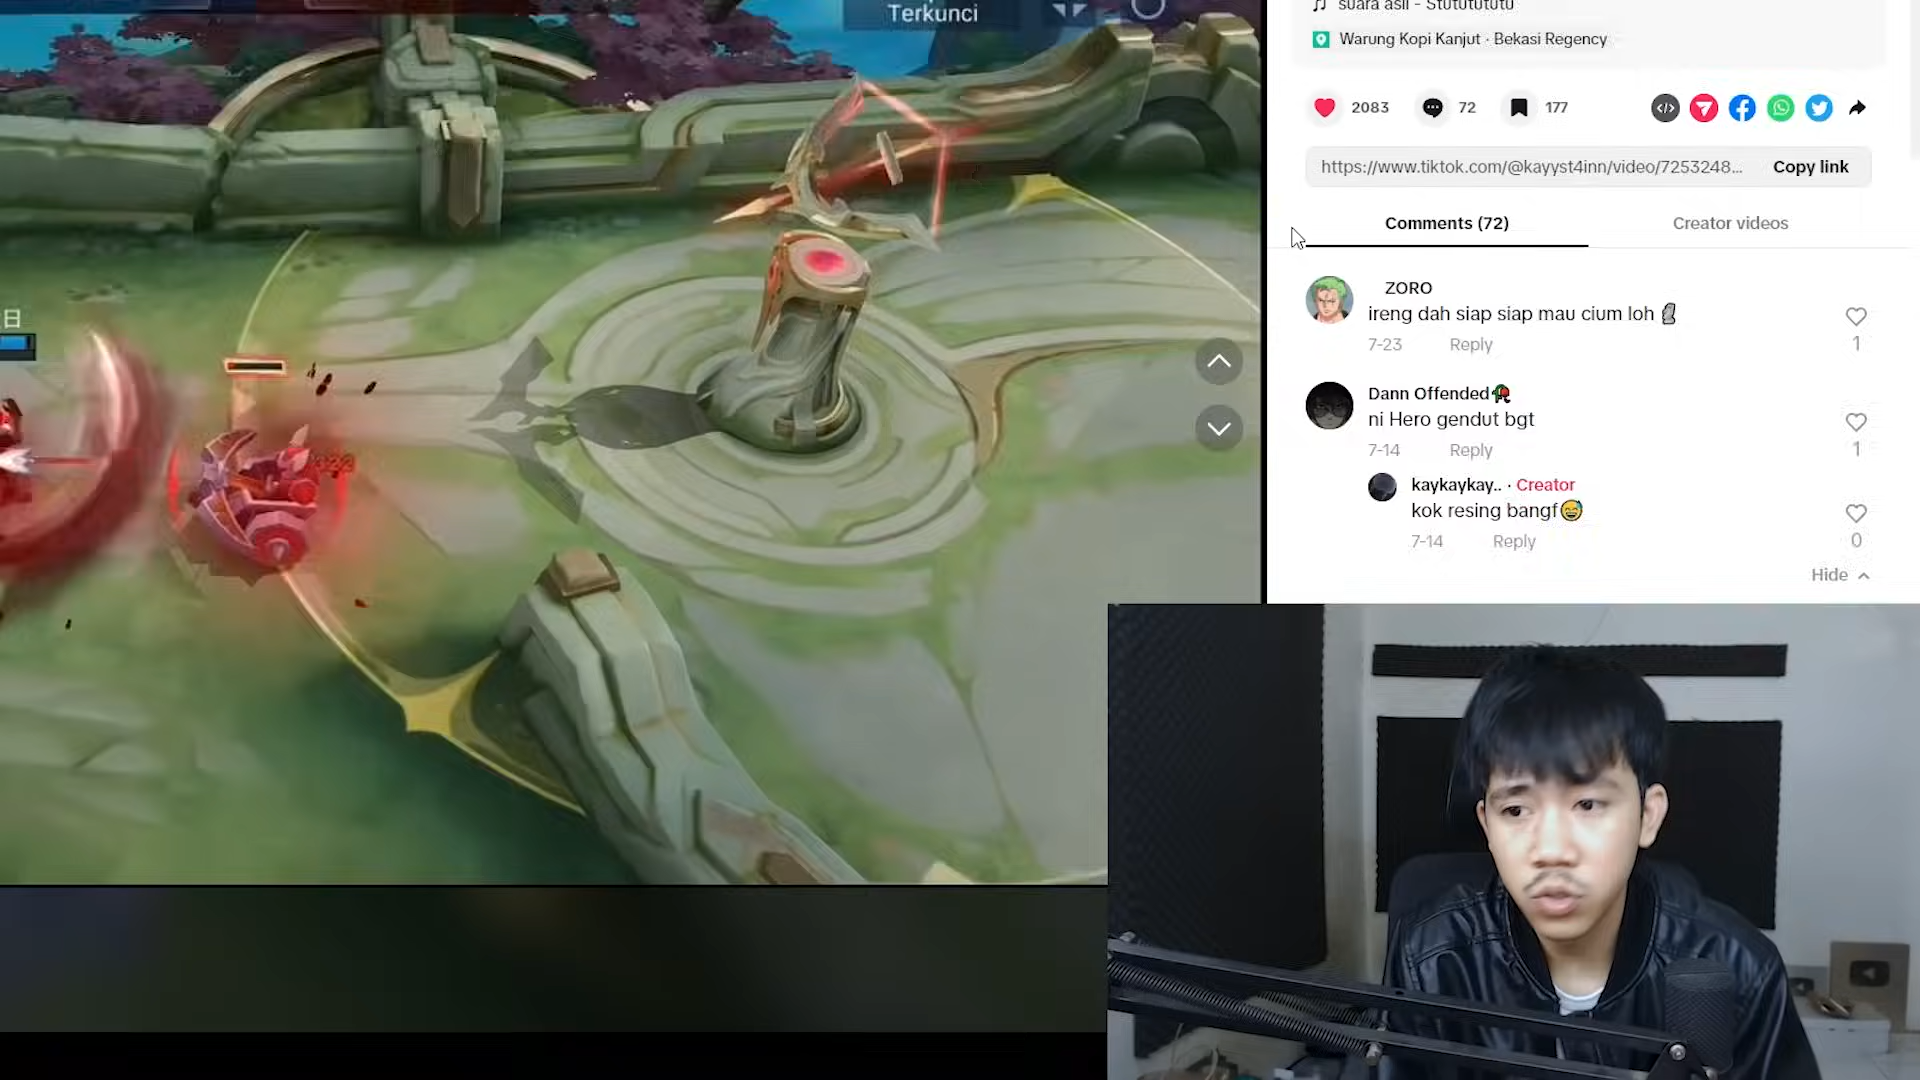 Terkunci
日
322
suara asli - Stutututu
Warung Kopi Kanjut · Bekasi Regency
2083
72
177
https://www.tiktok.com/@kayyst4inn/video/7253248...
Copy link
Comments (72)
Creator videos
ZORO
ireng dah siap siap mau cium loh 🗿
7-23 Reply
1
Dann Offended🥀
ni Hero gendut bgt
7-14 Reply
1
kaykaykay.. · Creator
kok resing bangf😅
7-14 Reply
0
Hide